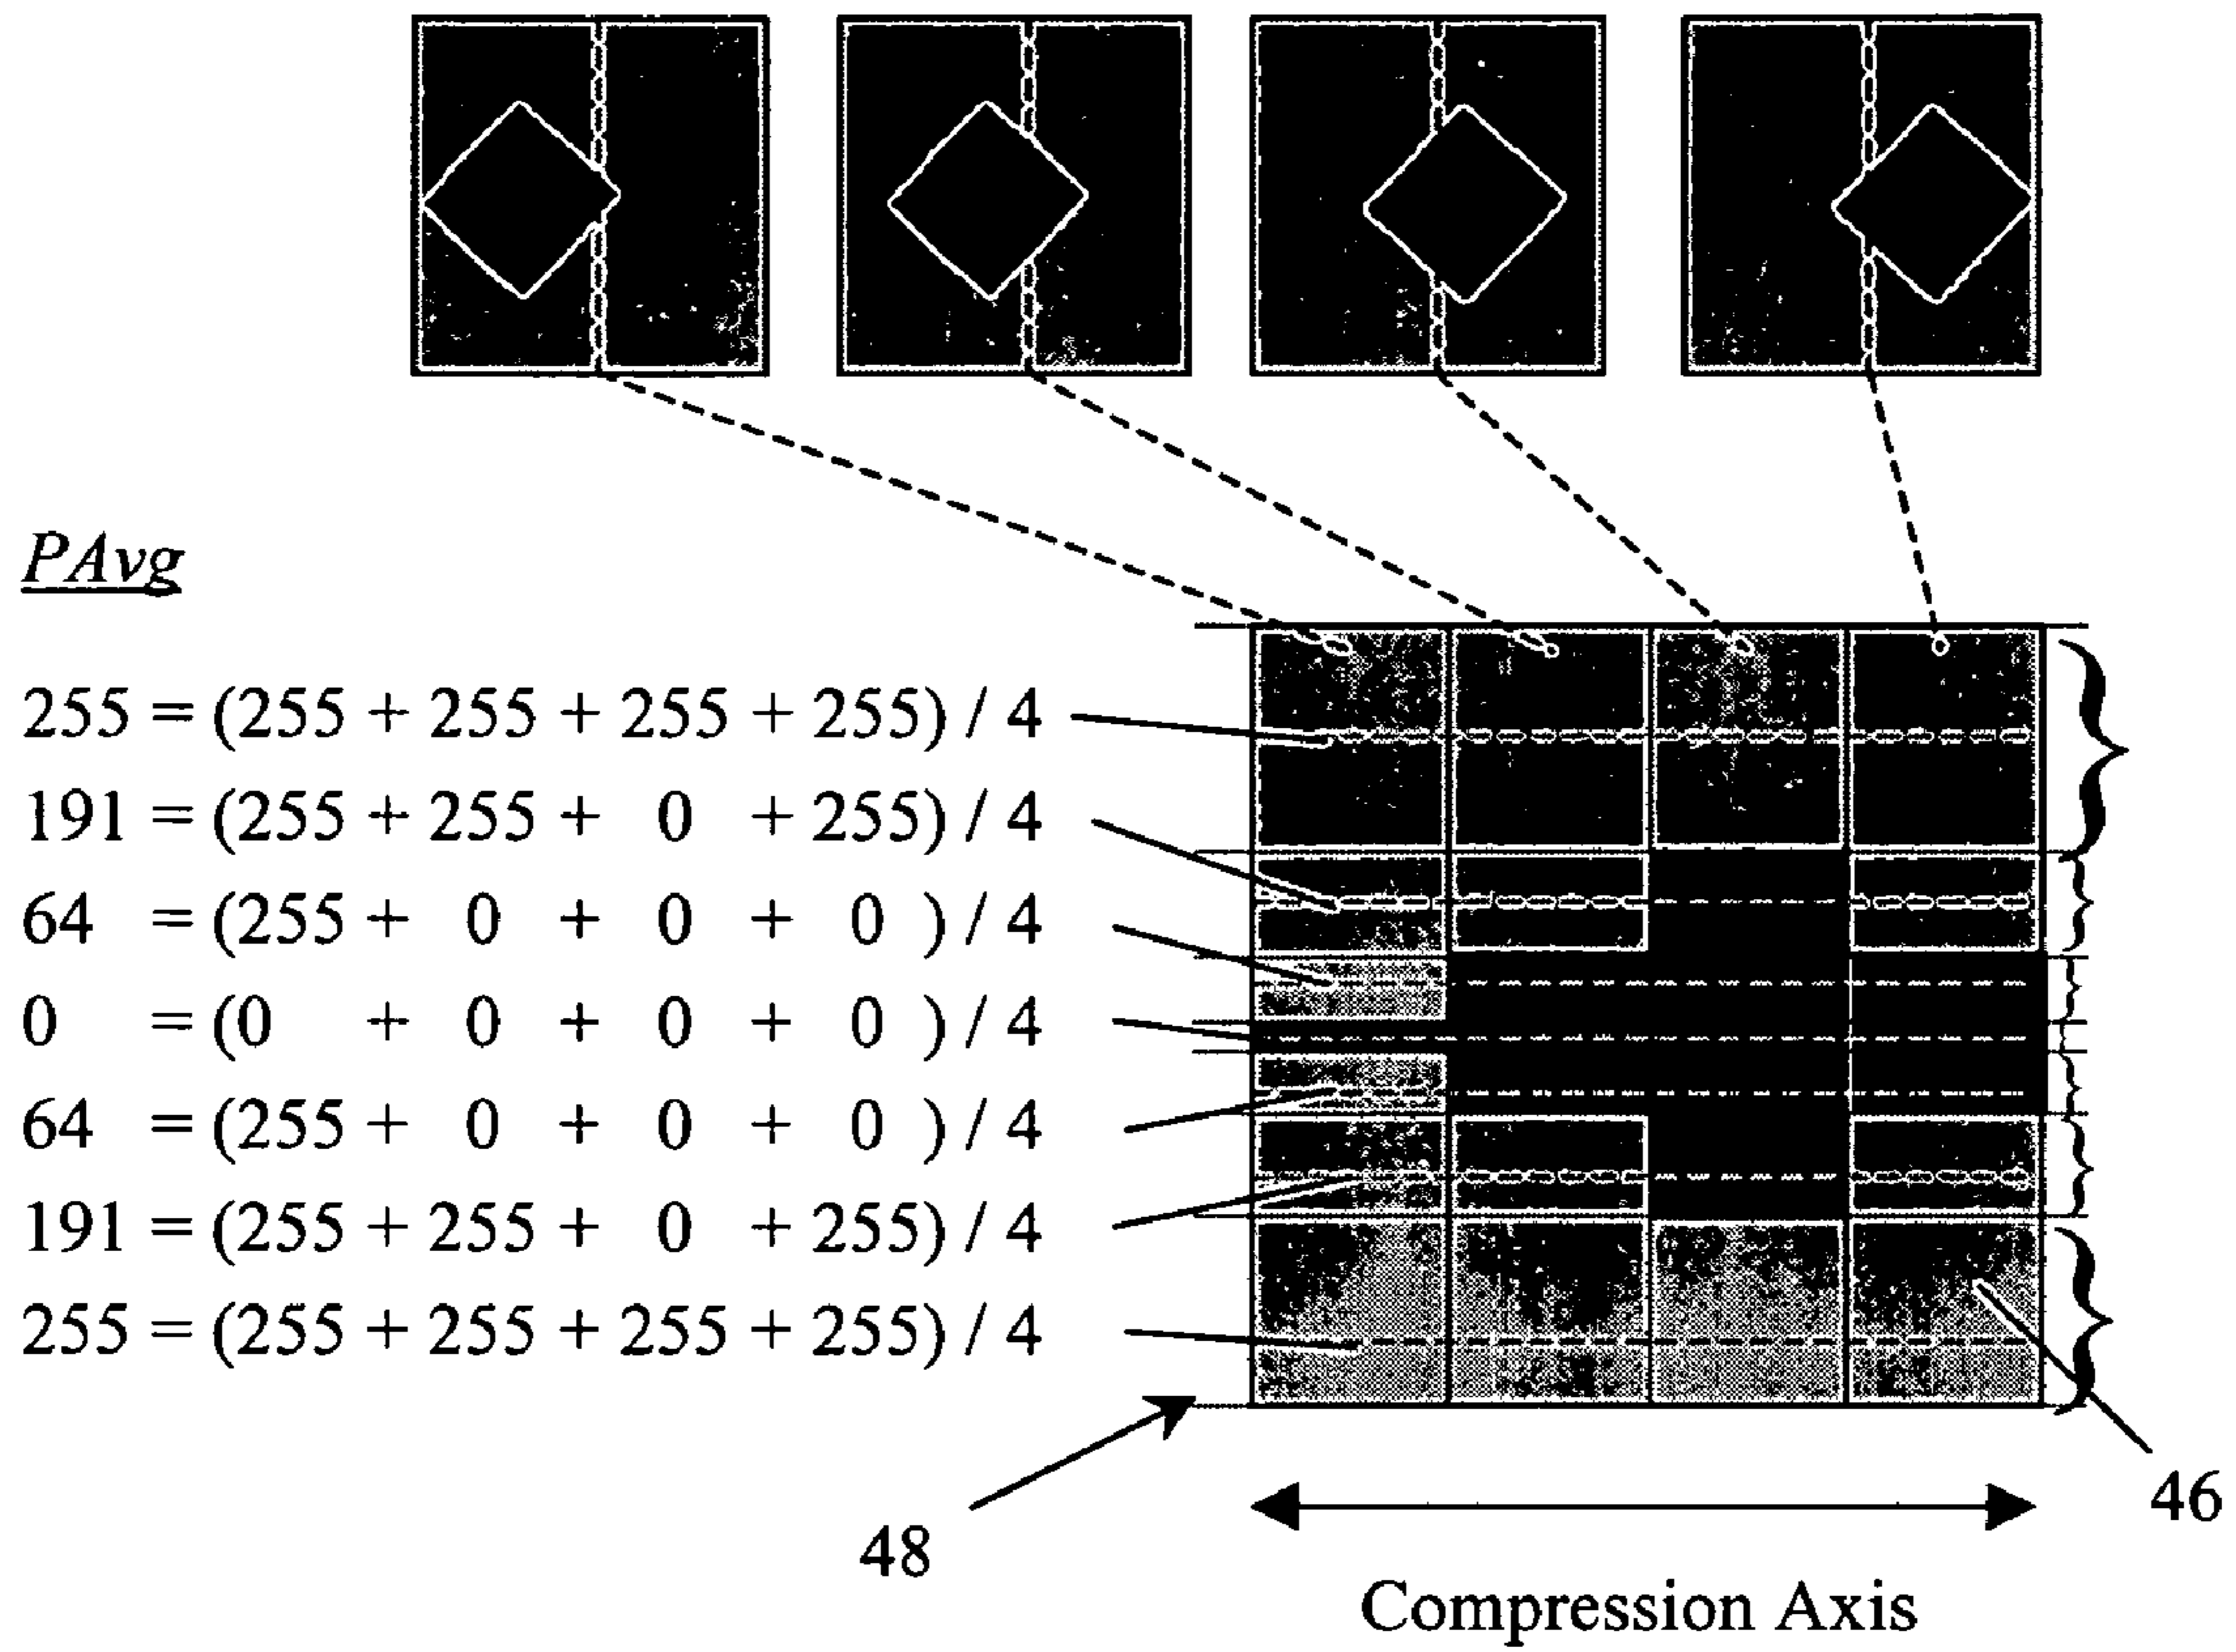 PAvg
255 = (255 + 255 + 255 + 255) / 4
191 = (255 + 255 + 0 + 255) / 4
64 = (255 + 0 + 0 + 0 ) / 4
0 = (0 + 0 + 0 + 0 ) / 4
64 = (255 + 0 + 0 + 0 ) / 4
191 = (255 + 255 + 0 + 255) / 4
255 = (255 + 255 + 255 + 255) / 4
46
48
Compression Axis